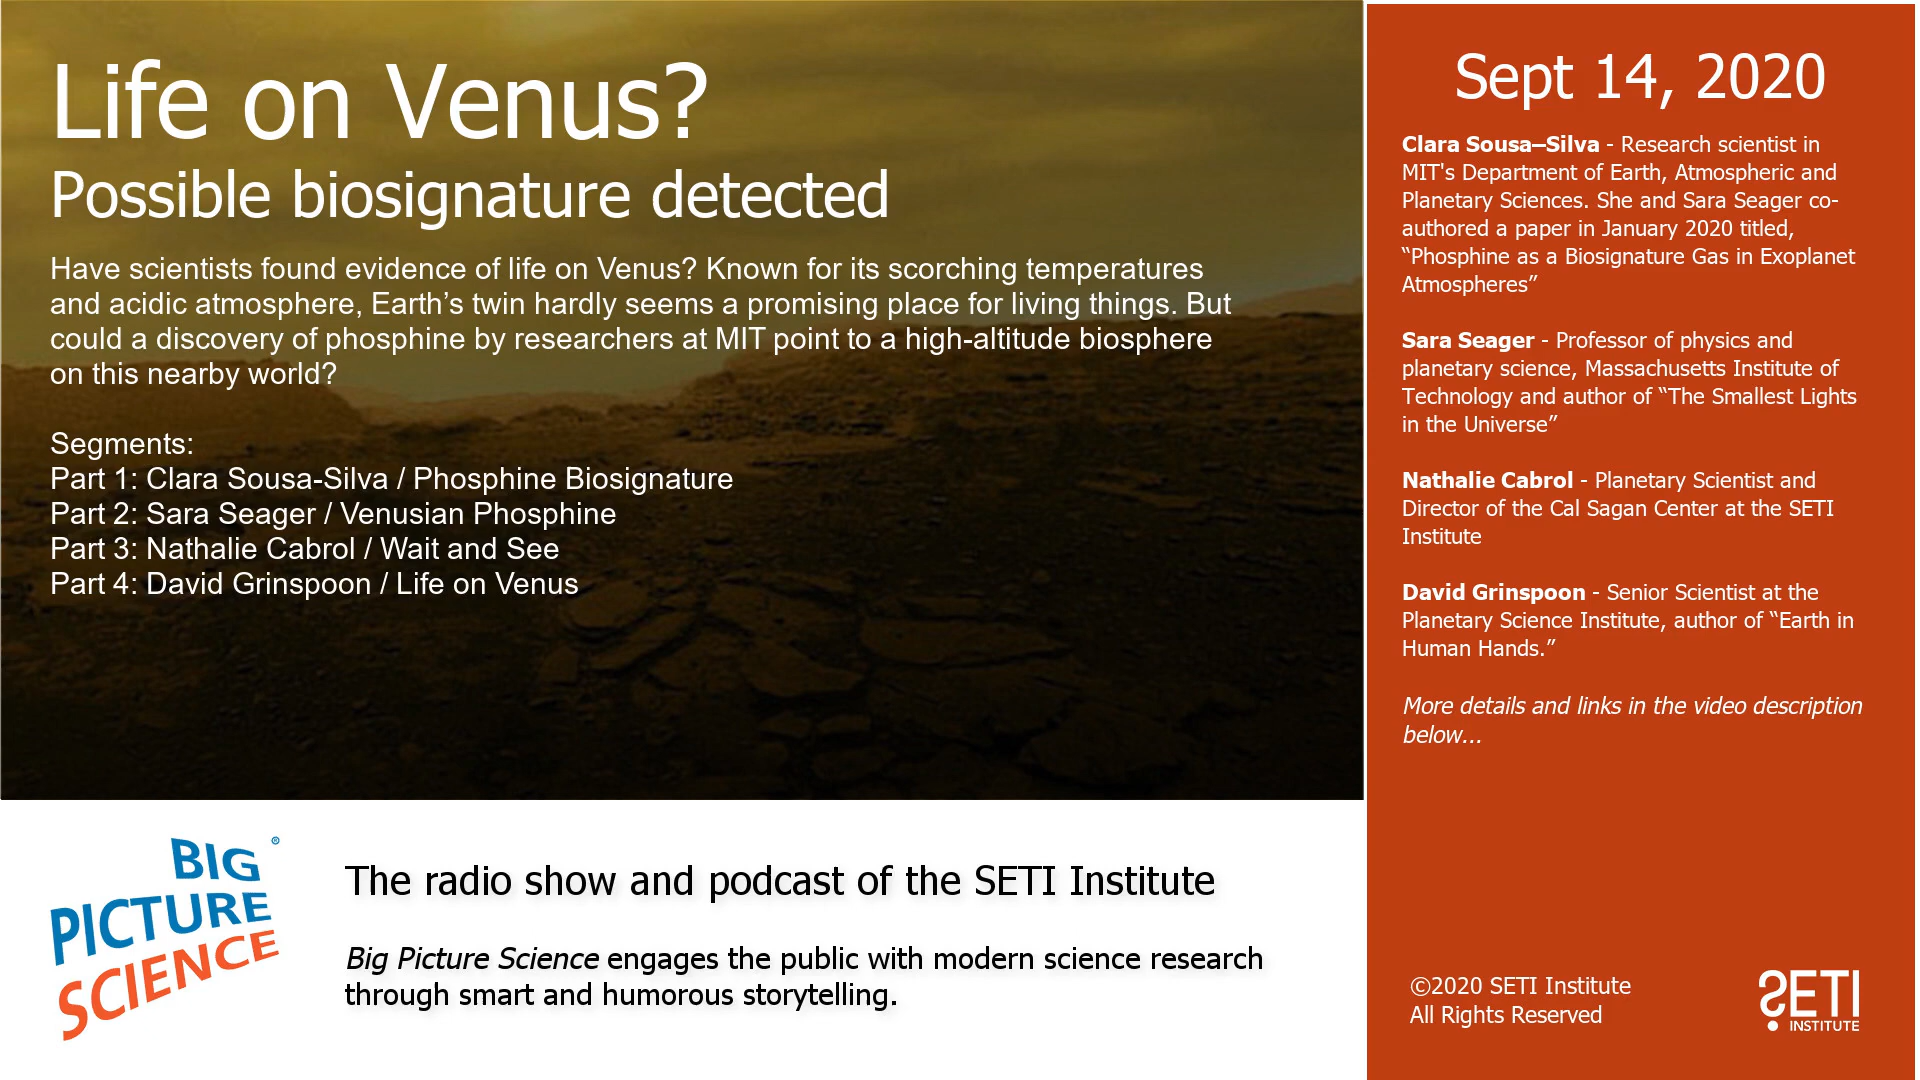 Life on Venus?
Possible biosignature detected
Have scientists found evidence of life on Venus? Known for its scorching temperatures
and acidic atmosphere, Earth’s twin hardly seems a promising place for living things. But
could a discovery of phosphine by researchers at MIT point to a high-altitude biosphere
on this nearby world?
Segments:
Part 1: Clara Sousa-Silva / Phosphine Biosignature
Part 2: Sara Seager / Venusian Phosphine
Part 3: Nathalie Cabrol / Wait and See
Part 4: David Grinspoon / Life on Venus
Sept 14, 2020
Clara Sousa–Silva - Research scientist in
MIT's Department of Earth, Atmospheric and
Planetary Sciences. She and Sara Seager co-
authored a paper in January 2020 titled,
“Phosphine as a Biosignature Gas in Exoplanet
Atmospheres”
Sara Seager - Professor of physics and
planetary science, Massachusetts Institute of
Technology and author of “The Smallest Lights
in the Universe”
Nathalie Cabrol - Planetary Scientist and
Director of the Cal Sagan Center at the SETI
Institute
David Grinspoon - Senior Scientist at the
Planetary Science Institute, author of “Earth in
Human Hands.”
More details and links in the video description
below...
BIG ®
PICTURE
SCIENCE
The radio show and podcast of the SETI Institute
Big Picture Science engages the public with modern science research
through smart and humorous storytelling.
©2020 SETI Institute
All Rights Reserved
SETI
INSTITUTE